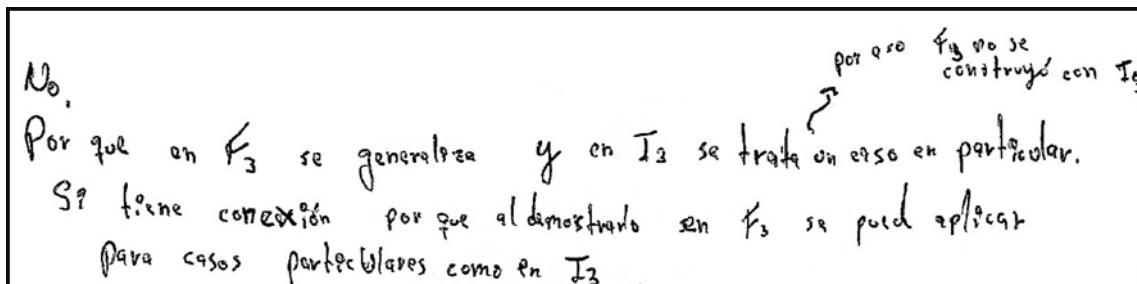 No.
por eso F3 no se
construyó con I3
Por que en F3 se generaliza y en I3 se trata un caso en particular.
Si tiene conexión por que al demostrarlo en F3 se pued aplicar
para casos particulares como en I3